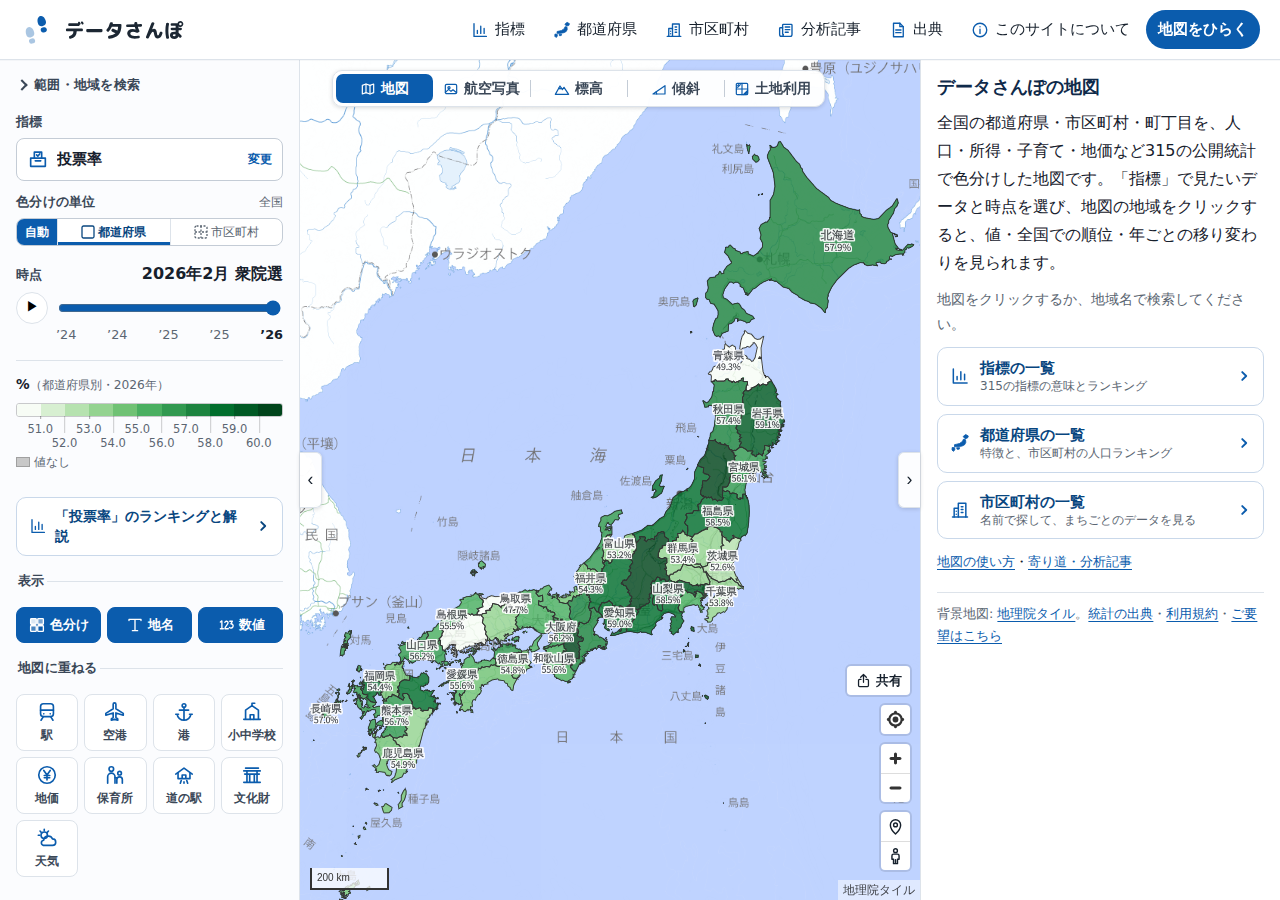 データさんぽ
指標
都道府県
市区町村
分析記事
出典
このサイトについて
地図をひらく
範囲・地域を検索
指標
投票率
変更
色分けの単位
全国
自動
都道府県
市区町村
時点
2026年2月 衆院選
’24
’24
’25
’25
’26
%（都道府県別・2026年）
51.0
53.0
55.0
57.0
59.0
52.0
54.0
56.0
58.0
60.0
値なし
「投票率」のランキングと解
説
表示
色分け
地名
123 数値
地図に重ねる
駅
空港
港
小中学校
地価
保育所
道の駅
文化財
天気
地図
航空写真
標高
傾斜
土地利用
豊原（ユジノサハ
礼文島
利尻島
国
北海道
57.9%
札幌
ウラジオストク
奥尻島
青森県
49.3%
秋田県
57.4%
岩手県
59.1%
飛島
（平壌）
日本海
粟島
宮城県
56.1%
台
佐渡島
舳倉島
福島県
58.5%
竹島
民国
隠岐諸島
富山県
53.2%
群馬県
53.4%
茨城県
52.6%
福井県
54.3%
山梨県
58.5%
千葉県
53.8%
プサン（釜山）
見島
鳥取県
47.7%
島根県
55.5%
愛知県
59.0%
大阪府
56.2%
大島
対馬
山口県
56.2%
徳島県
54.8%
和歌山県
55.6%
三宅島
伊豆諸島
福岡県
54.4%
愛媛県
55.6%
八丈島
長崎県
57.0%
熊本県
56.7%
日本国
鹿児島県
54.9%
種子島
屋久島
鳥島
南
200 km
共有
地理院タイル
データさんぽの地図
全国の都道府県・市区町村・町丁目を、人
口・所得・子育て・地価など315の公開統計
で色分けした地図です。「指標」で見たいデ
ータと時点を選び、地図の地域をクリックす
ると、値・全国での順位・年ごとの移り変わ
りを見られます。
地図をクリックするか、地域名で検索してくださ
い。
指標の一覧
315の指標の意味とランキング
都道府県の一覧
特徴と、市区町村の人口ランキング
市区町村の一覧
名前で探して、まちごとのデータを見る
地図の使い方・寄り道・分析記事
背景地図: 地理院タイル。統計の出典・利用規約・ご要
望はこちら